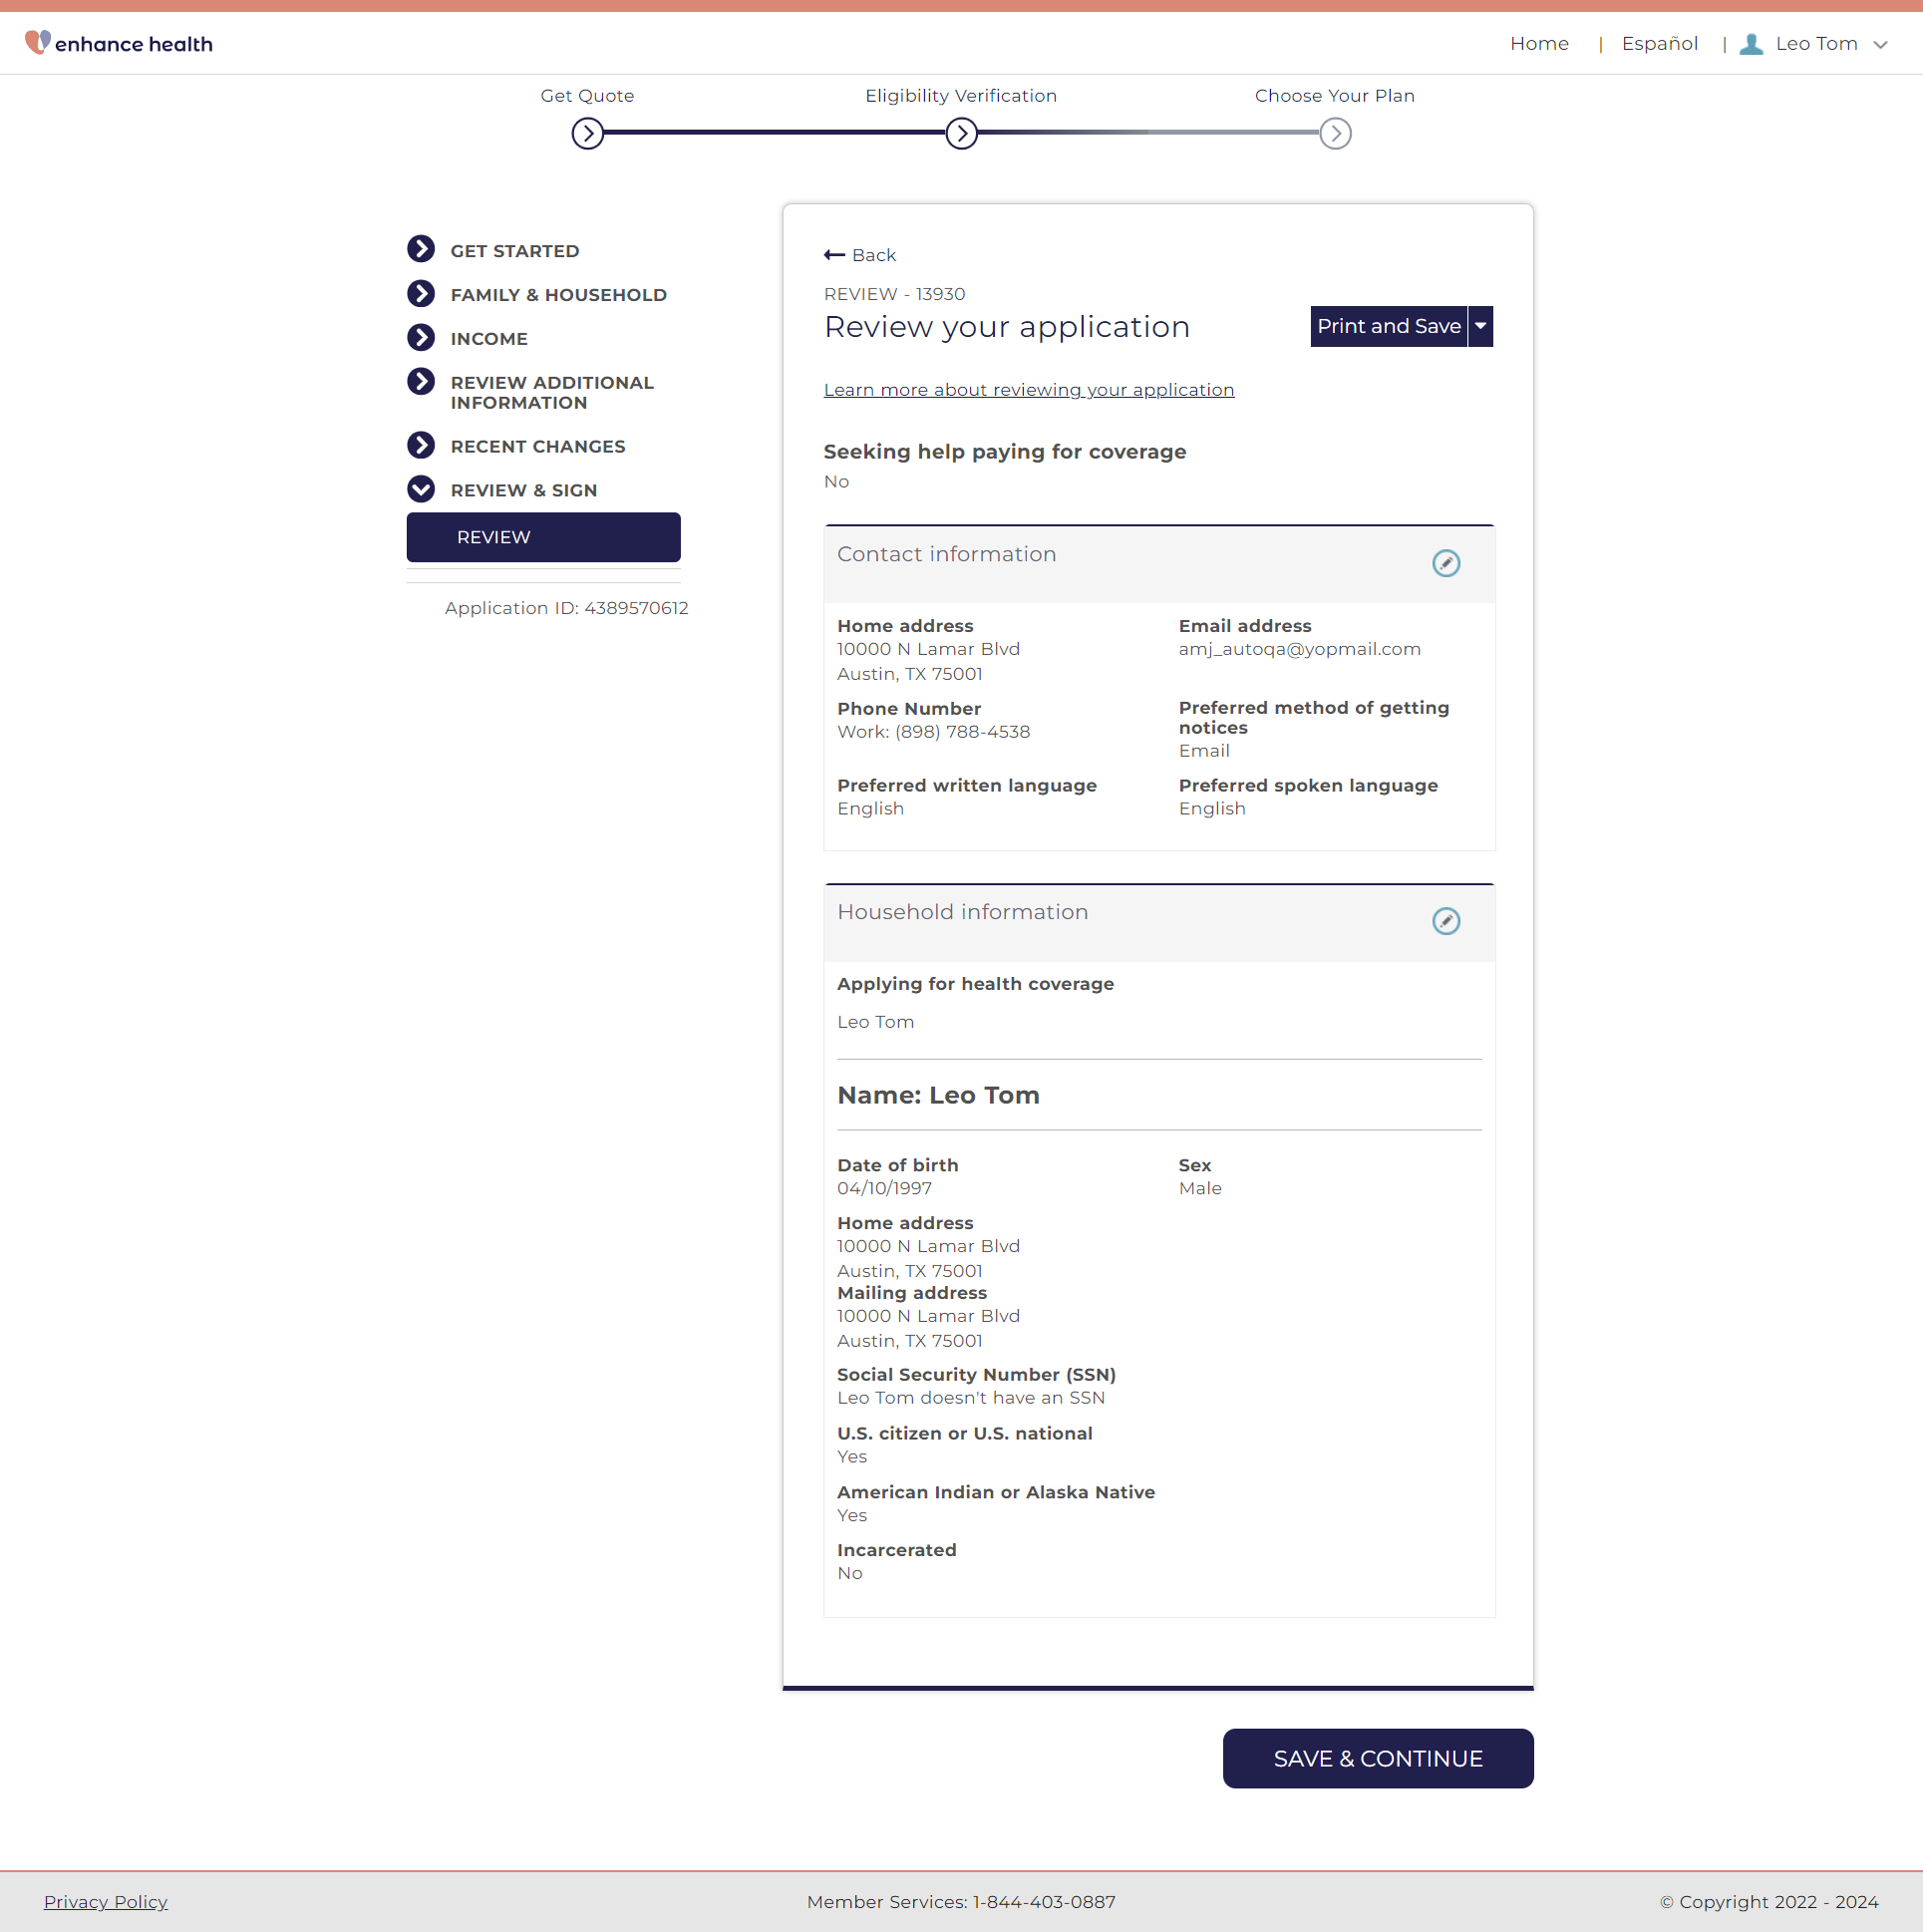 enhance health
Home | Español | Leo Tom
Get Quote
Eligibility Verification
Choose Your Plan
GET STARTED
FAMILY & HOUSEHOLD
INCOME
REVIEW ADDITIONAL
INFORMATION
RECENT CHANGES
REVIEW & SIGN
REVIEW
Application ID: 4389570612
Back
REVIEW - 13930
Review your application
Print and Save
Learn more about reviewing your application
Seeking help paying for coverage
No
Contact information
Home address
10000 N Lamar Blvd
Austin, TX 75001
Email address
amj_autoqa@yopmail.com
Phone Number
Work: (898) 788-4538
Preferred method of getting
notices
Email
Preferred written language
English
Preferred spoken language
English
Household information
Applying for health coverage
Leo Tom
Name: Leo Tom
Date of birth
04/10/1997
Sex
Male
Home address
10000 N Lamar Blvd
Austin, TX 75001
Mailing address
10000 N Lamar Blvd
Austin, TX 75001
Social Security Number (SSN)
Leo Tom doesn't have an SSN
U.S. citizen or U.S. national
Yes
American Indian or Alaska Native
Yes
Incarcerated
No
SAVE & CONTINUE
Privacy Policy
Member Services: 1-844-403-0887
© Copyright 2022 - 2024